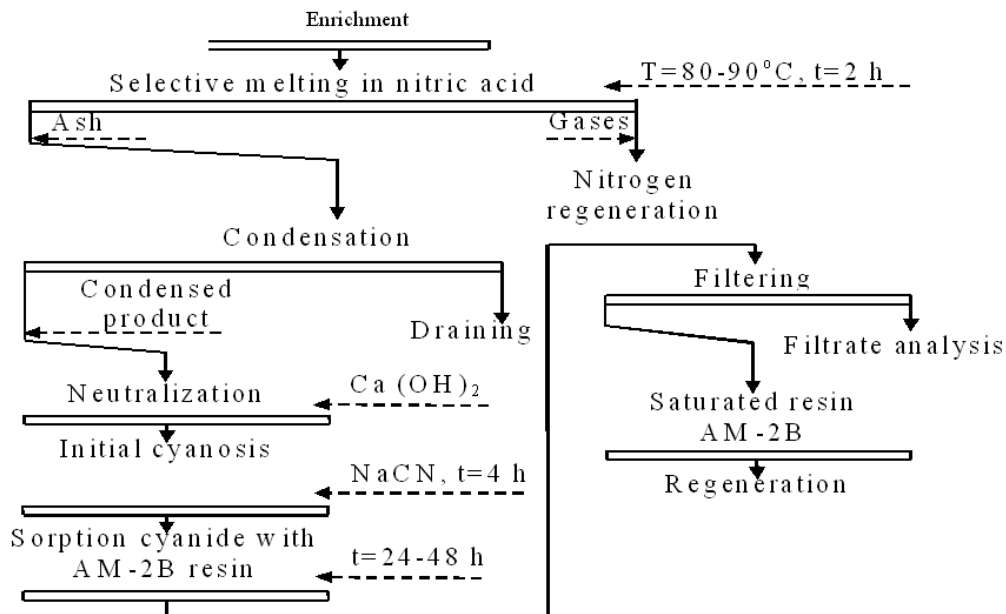 Enrichment
Selective melting in nitric acid
T=80-90°C, t=2 h
Ash
Gases
Nitrogen
regeneration
Condensation
Condensed
product
Draining
Neutralization
Ca (OH)₂
Initial cyanosis
NaCN, t=4 h
Sorption cyanide with
AM-2B resin
t=24-48 h
Filtering
Filtrate analysis
Saturated resin
AM-2B
Regeneration